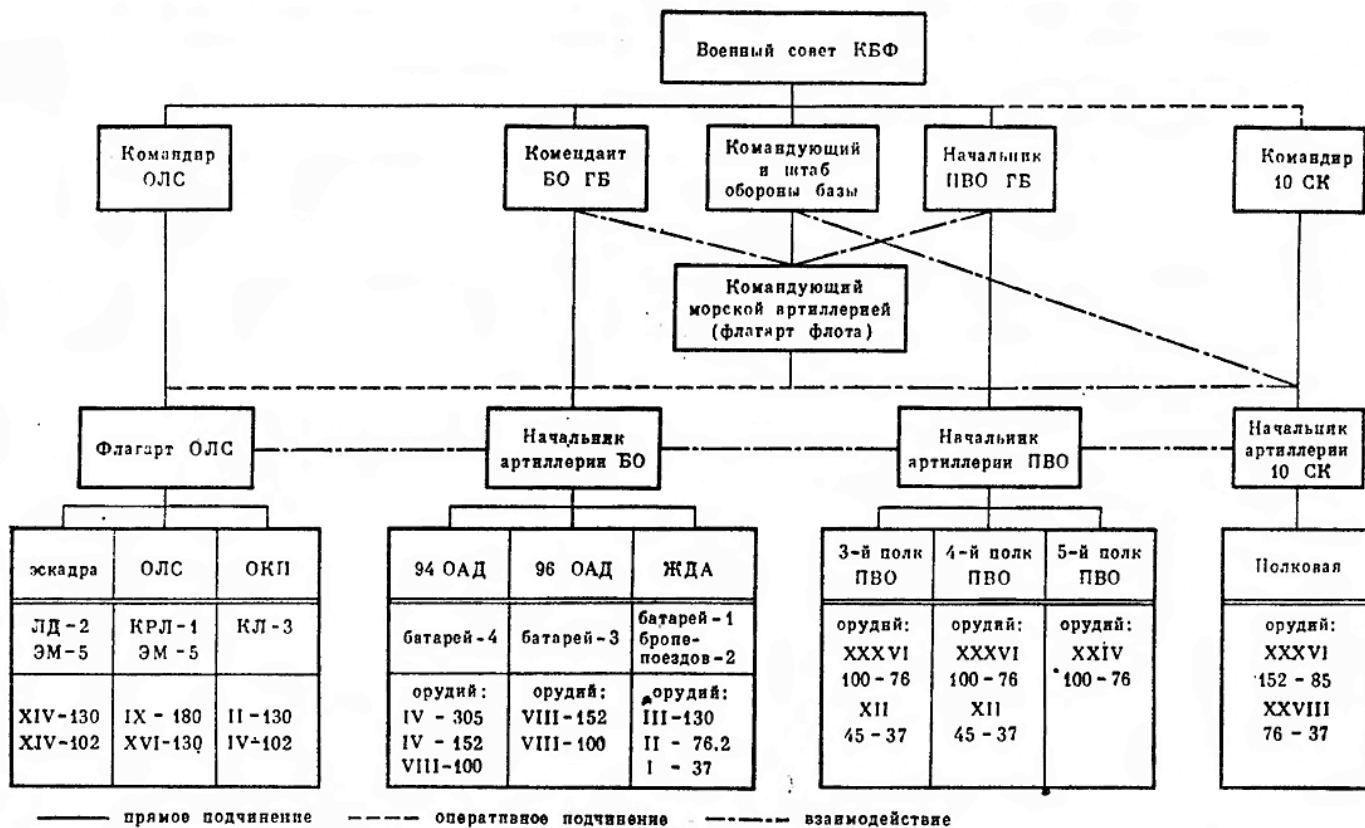 Военный совет КБФ
Командир
ОЛС
Комендант
БО ГБ
Командующий
и штаб
обороны базы
Начальник
ПВО ГБ
Командир
10 СК
Командующий
морской артиллерией
(флагарт флота)
Флагарт ОЛС
Начальник
артиллерии БО
Начальник
артиллерии ПВО
Начальник
артиллерии
10 СК
эскадра
ОЛС
ОКП
ЛД-2
ЭМ-5
КРЛ-1
ЭМ-5
КЛ-3
XIV-130
XIV-102
IX-180
XVI-130
II-130
IV-102
94 ОАД
96 ОАД
ЖДА
батарей-4
батарей-3
батарей-1
броне-
поездов-2
орудий:
IV - 305
IV - 152
VIII-100
орудий:
VIII-152
VIII-100
орудий:
III-130
II - 76.2
I - 37
3-й полк
ПВО
4-й полк
ПВО
5-й полк
ПВО
орудий:
XXXVI
100-76
XII
45-37
орудий:
XXXVI
100-76
XII
45-37
орудий:
XXIV
100-76
Полковая
орудий:
XXXVI
152-85
XXVIII
76-37
прямое подчинение
оперативное подчинение
взаимодействие